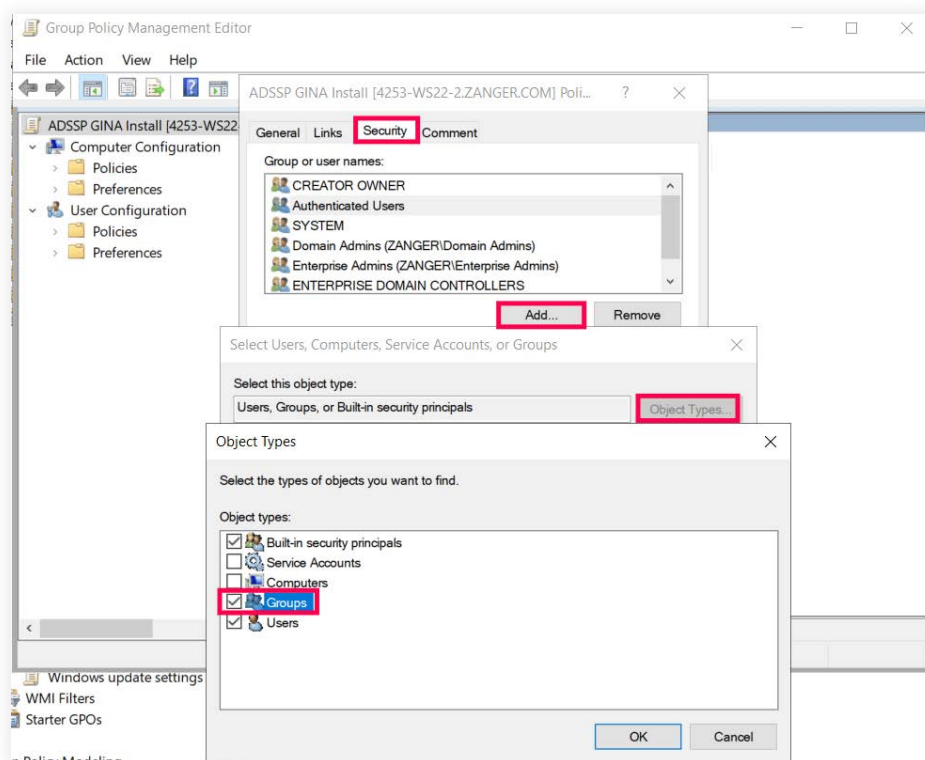 Group Policy Management Editor
File Action View Help
ADSSP GINA Install [4253-WS22-2.ZANGER.COM] Poli... ?
ADSSP GINA Install [4253-WS22
Computer Configuration
Policies
Preferences
User Configuration
Policies
Preferences
General Links Security Comment
Group or user names:
CREATOR OWNER
Authenticated Users
SYSTEM
Domain Admins (ZANGER\Domain Admins)
Enterprise Admins (ZANGER\Enterprise Admins)
ENTERPRISE DOMAIN CONTROLLERS
Add... Remove
Select Users, Computers, Service Accounts, or Groups
Select this object type:
Users, Groups, or Built-in security principals Object Types...
Object Types
Select the types of objects you want to find.
Object types:
Built-in security principals
Service Accounts
Computers
Groups
Users
OK Cancel
Windows update settings
WMI Filters
Starter GPOs
Policy Modeling